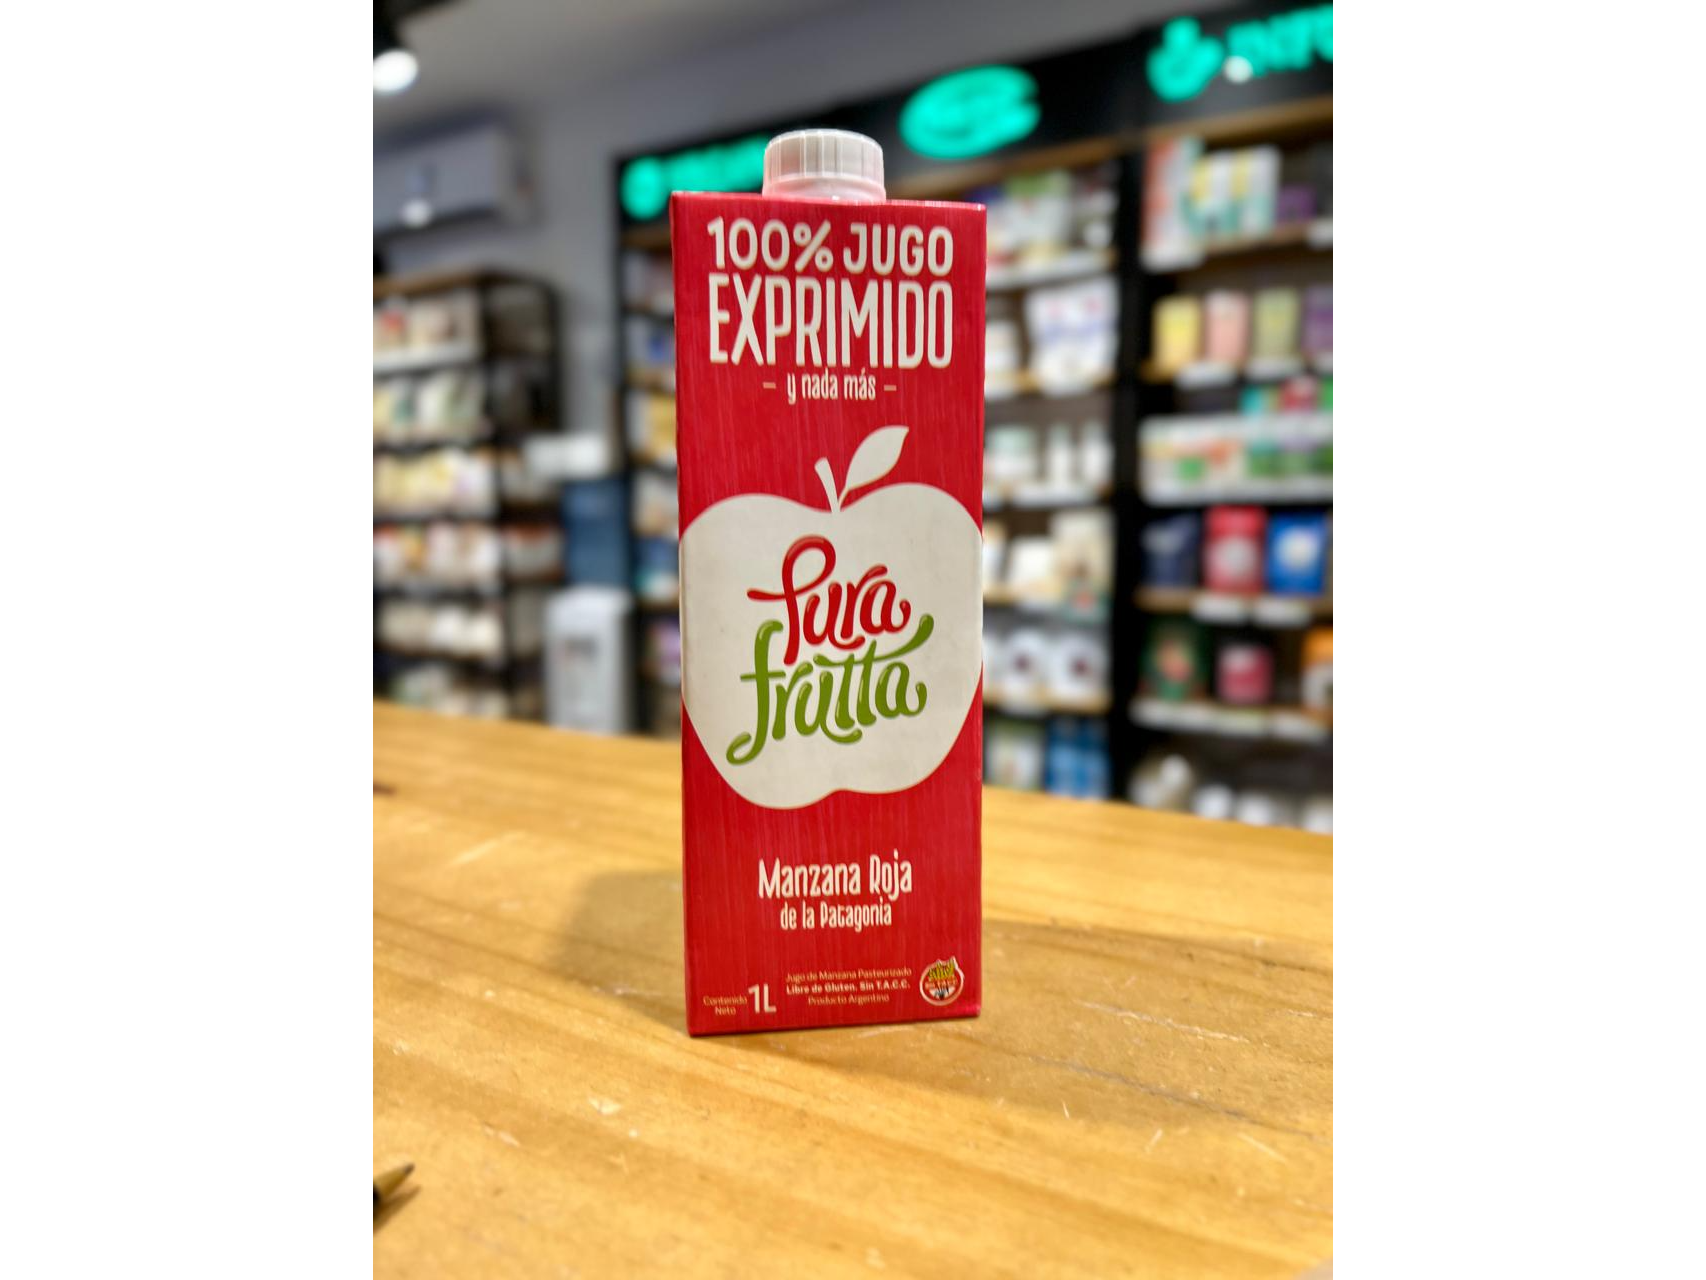 100% JUGO
EXPRIMIDO
- y nada más -
Pura
frutta
Manzana Roja
de la Patagonia
Contenido
Neto
1L
Jugo de Manzana Pasteurizado
Libre de Gluten. Sin T.A.C.C.
Producto Argentino